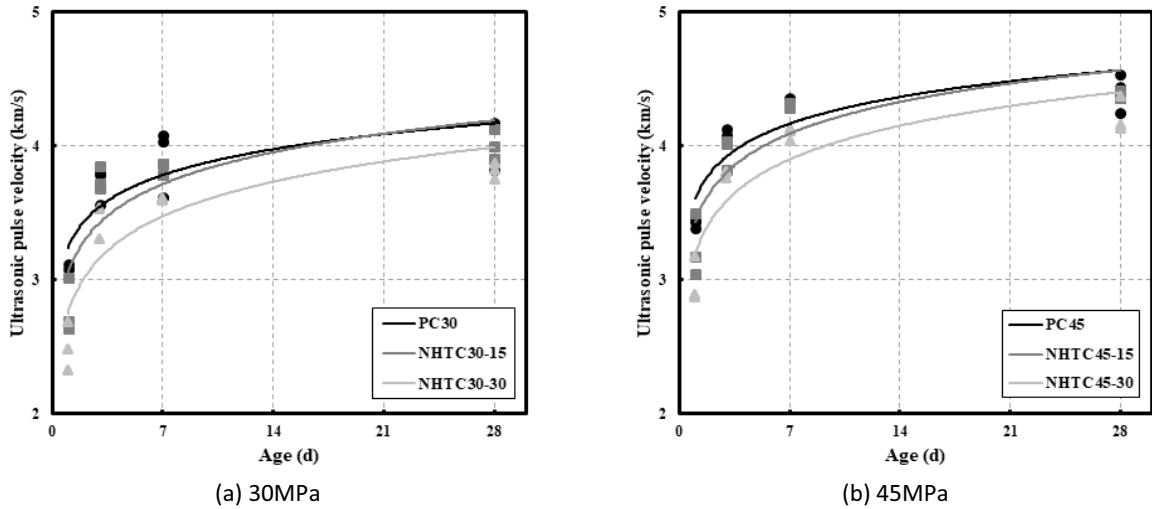 5
4
3
2
Ultrasonic pulse velocity (km/s)
0
7
14
21
28
Age (d)
PC30
NHTC30-15
NHTC30-30
(a) 30MPa
5
4
3
2
Ultrasonic pulse velocity (km/s)
0
7
14
21
28
Age (d)
PC45
NHTC45-15
NHTC45-30
(b) 45MPa